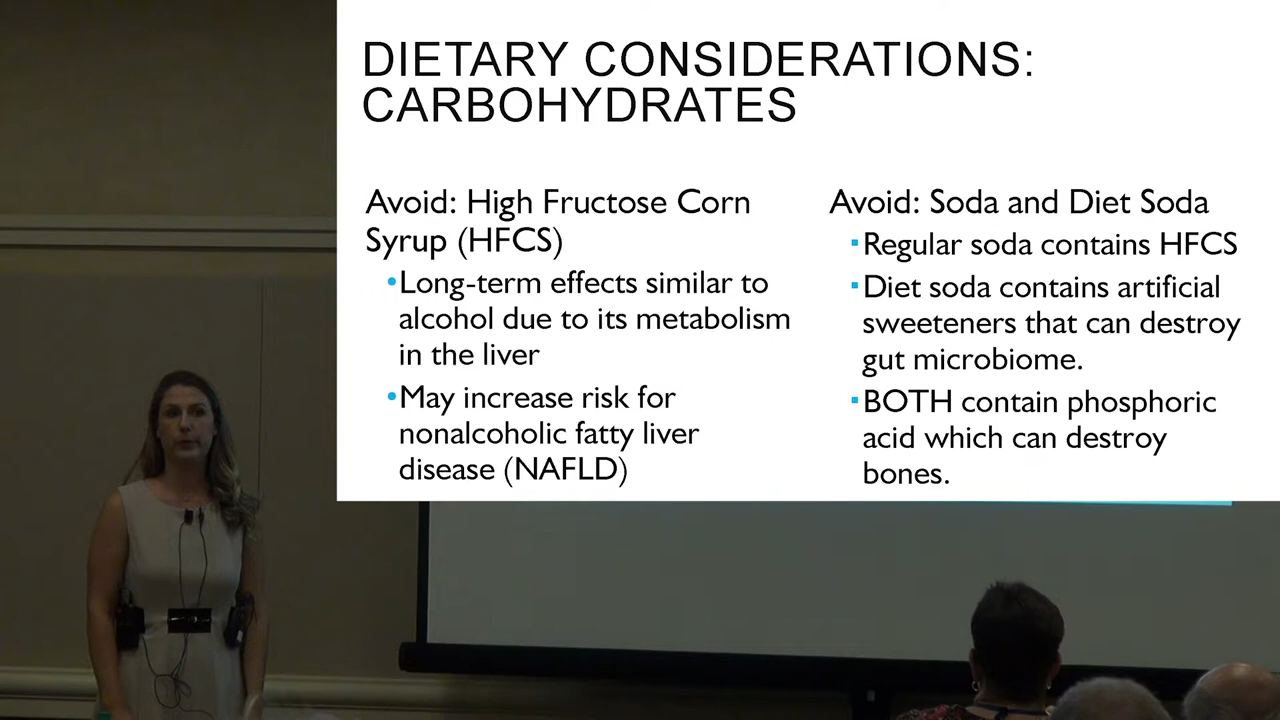 DIETARY CONSIDERATIONS:
CARBOHYDRATES
Avoid: High Fructose Corn
Syrup (HFCS)
•Long-term effects similar to
alcohol due to its metabolism
in the liver
•May increase risk for
nonalcoholic fatty liver
disease (NAFLD)
Avoid: Soda and Diet Soda
▪Regular soda contains HFCS
▪Diet soda contains artificial
sweeteners that can destroy
gut microbiome.
▪BOTH contain phosphoric
acid which can destroy
bones.